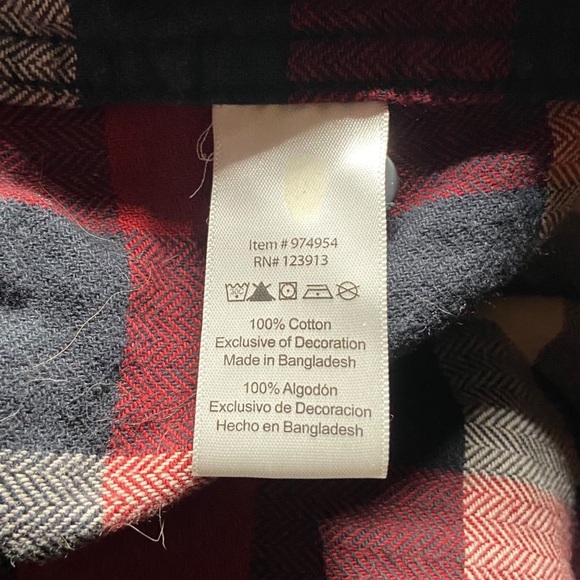 Item # 974954
RN# 123913
100% Cotton
Exclusive of Decoration
Made in Bangladesh
100% Algodón
Exclusivo de Decoracion
Hecho en Bangladesh